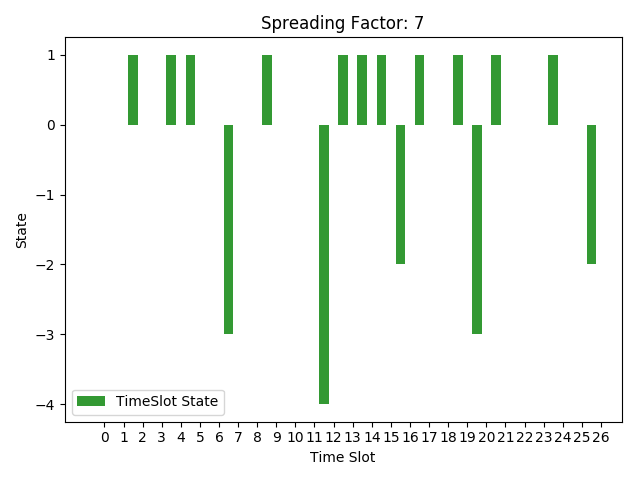 Spreading Factor: 7
1
0
−1
−2
−3
−4
State
TimeSlot State
0 1 2 3 4 5 6 7 8 9 10 11 12 13 14 15 16 17 18 19 20 21 22 23 24 25 26
Time Slot